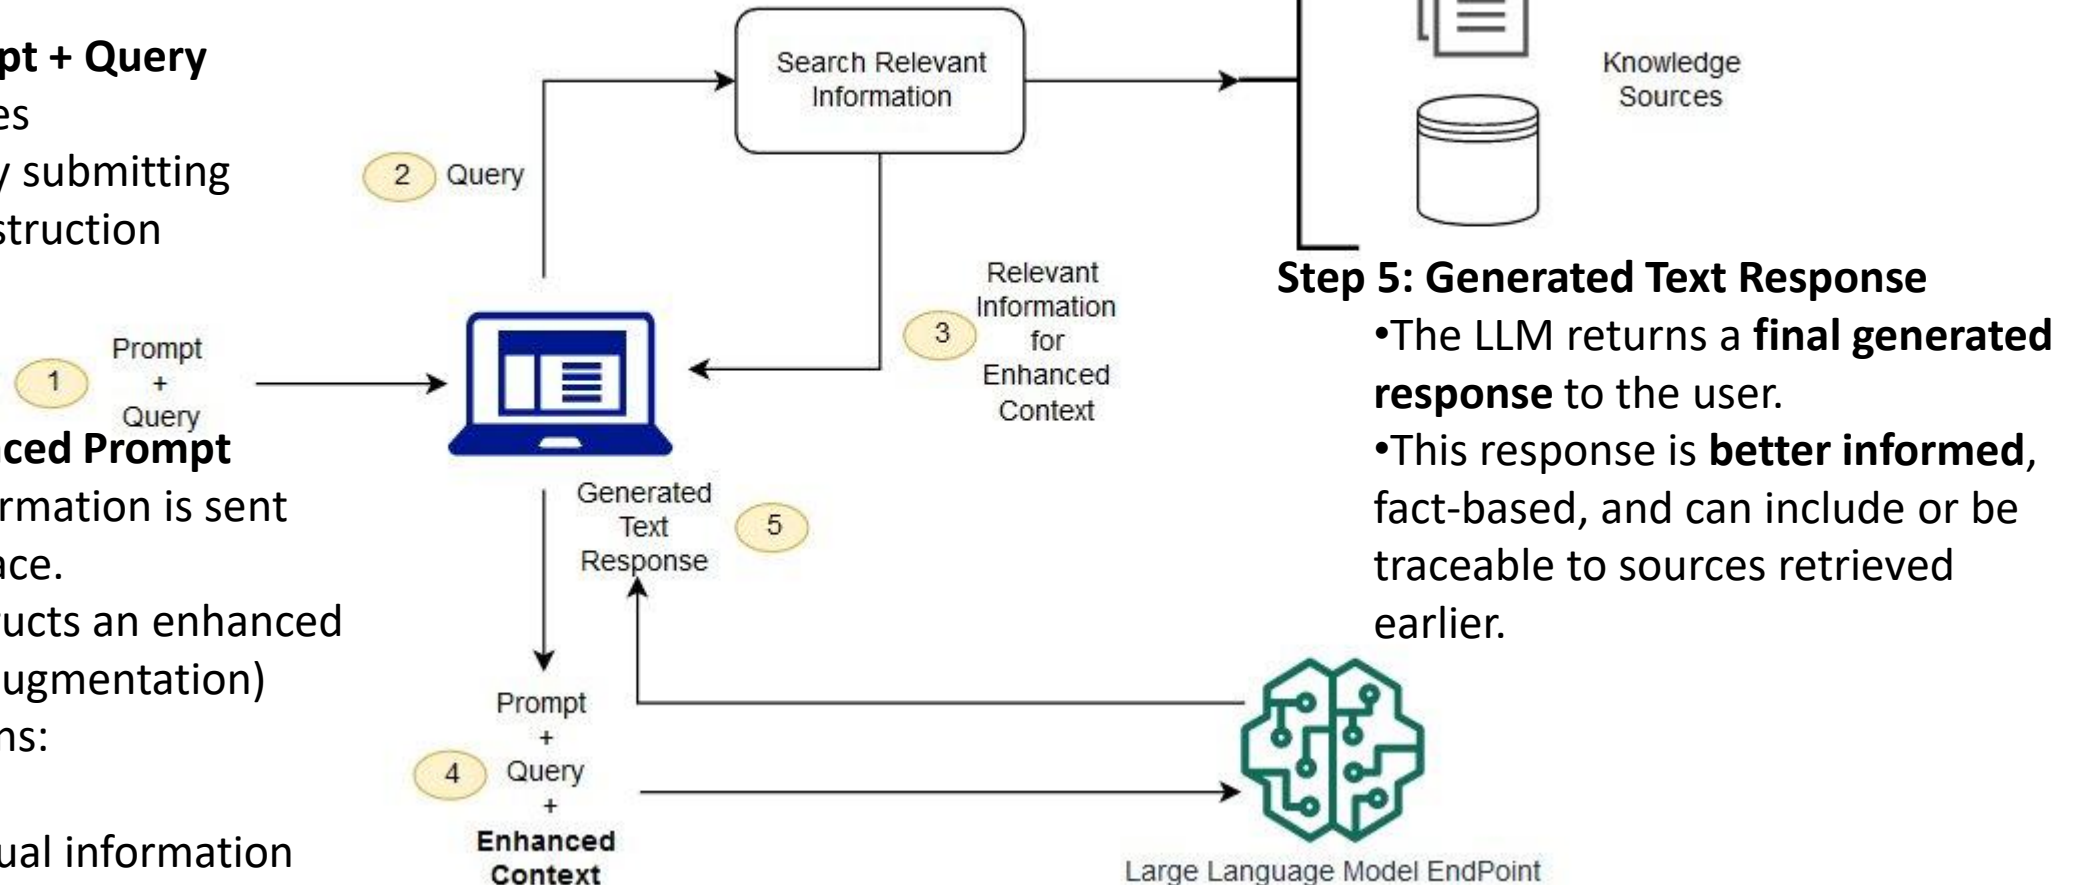 pt + Query
es
y submitting
struction
Search Relevant
Information
Knowledge
Sources
2 Query
Relevant
Information
for
Enhanced
Context
3
1
Prompt
+
Query
ced Prompt
rmation is sent
ace.
ucts an enhanced
ugmentation)
ns:
ual information
Generated
Text
Response
5
Prompt
+
4 Query
+
Enhanced
Context
Large Language Model EndPoint
Step 5: Generated Text Response
•The LLM returns a final generated
response to the user.
•This response is better informed,
fact-based, and can include or be
traceable to sources retrieved
earlier.